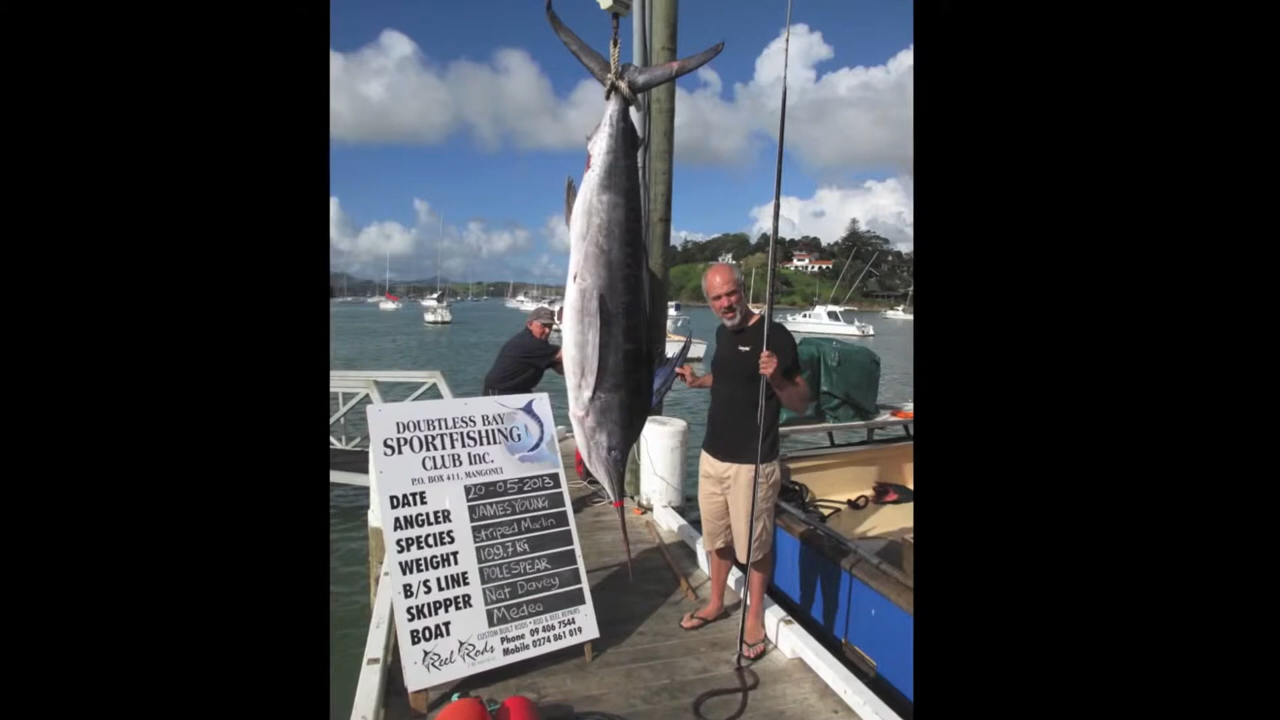 DOUBTLESS BAY
SPORTFISHING
CLUB Inc.
P.O. BOX 411, MANGONUI
DATE 20-05-2013
ANGLER JAMES YOUNG
SPECIES Striped Marlin
WEIGHT 109.7 KG
B/S LINE POLESPEAR
SKIPPER Nat Davey
BOAT Medea
Reel Rods
CUSTOM BUILT RODS • ROD & REEL REPAIRS
Phone 09 406 7544
Mobile 0274 861 019